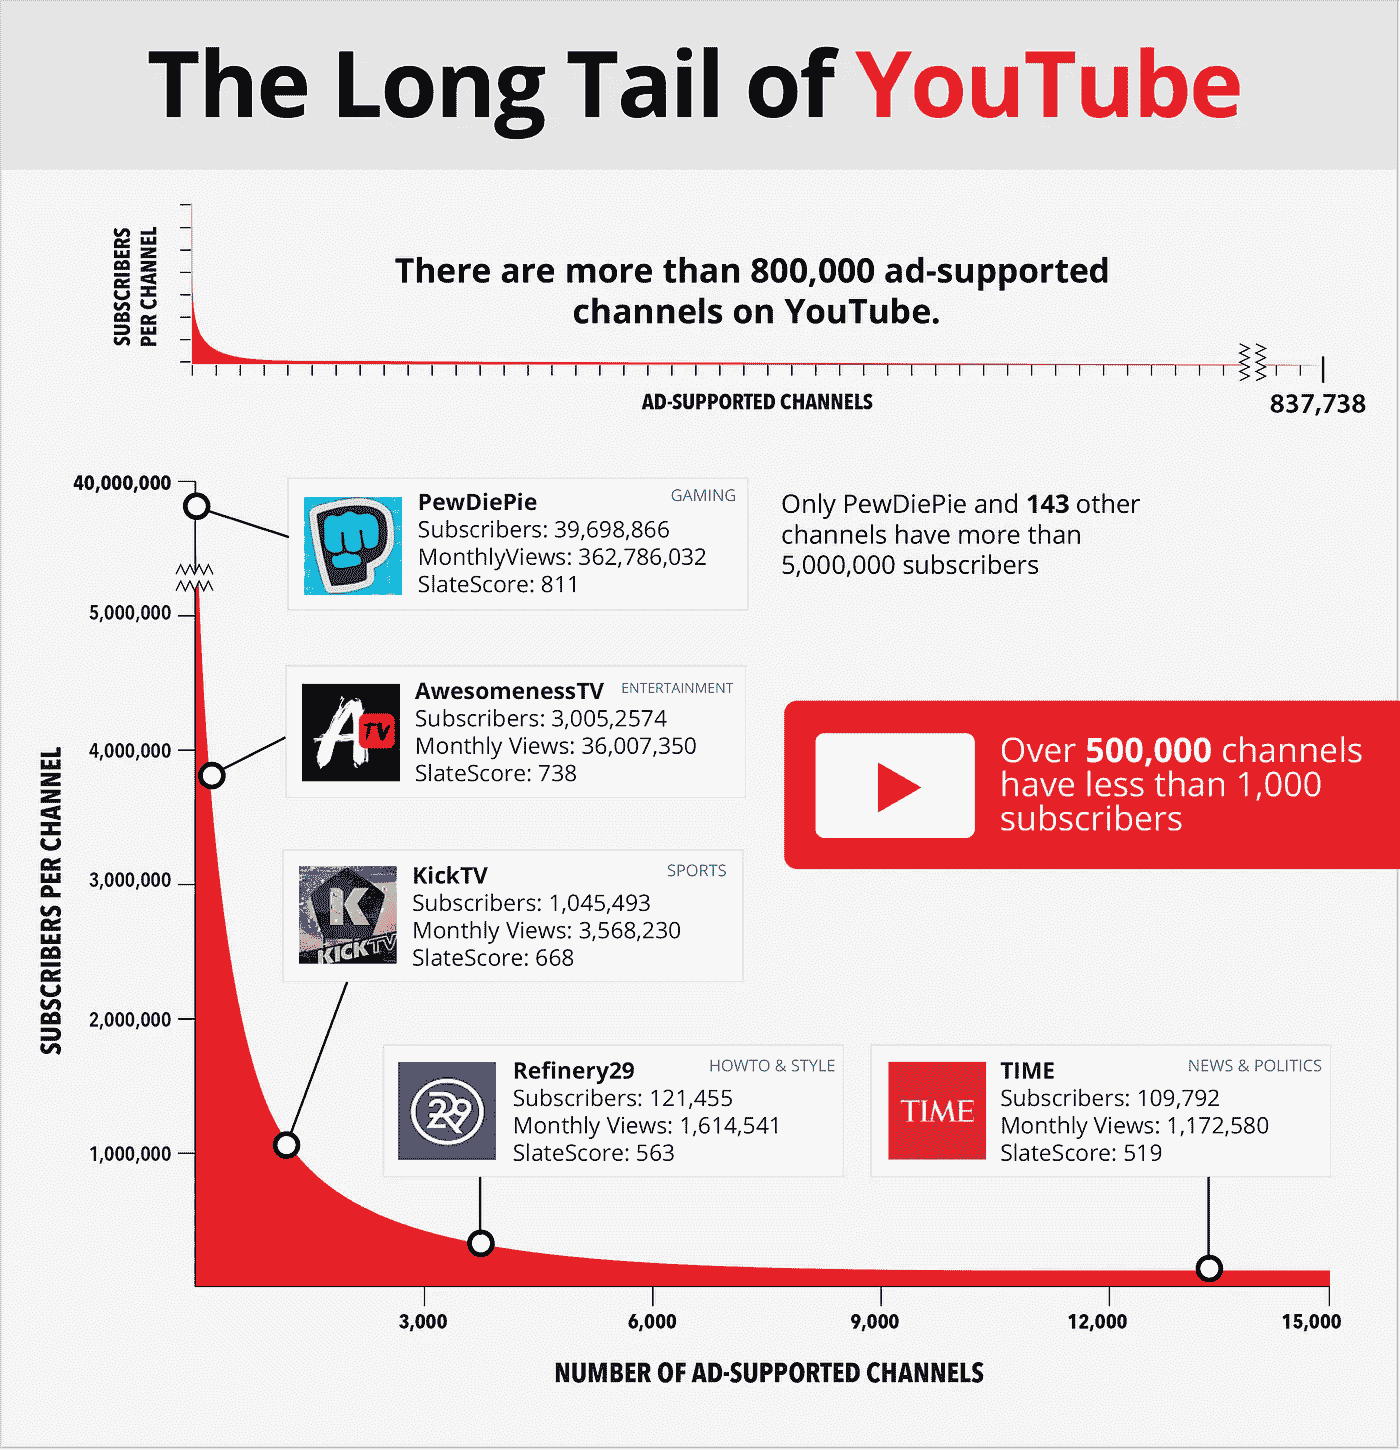 The Long Tail of YouTube
SUBSCRIBERS
PER CHANNEL
There are more than 800,000 ad-supported
channels on YouTube.
AD-SUPPORTED CHANNELS
837,738
40,000,000
5,000,000
4,000,000
3,000,000
2,000,000
1,000,000
SUBSCRIBERS PER CHANNEL
PewDiePie GAMING
Subscribers: 39,698,866
MonthlyViews: 362,786,032
SlateScore: 811
Only PewDiePie and 143 other
channels have more than
5,000,000 subscribers
A TV
AwesomenessTV ENTERTAINMENT
Subscribers: 3,005,2574
Monthly Views: 36,007,350
SlateScore: 738
Over 500,000 channels
have less than 1,000
subscribers
K
KICKTV
KickTV SPORTS
Subscribers: 1,045,493
Monthly Views: 3,568,230
SlateScore: 668
29
Refinery29 HOWTO & STYLE
Subscribers: 121,455
Monthly Views: 1,614,541
SlateScore: 563
TIME
TIME NEWS & POLITICS
Subscribers: 109,792
Monthly Views: 1,172,580
SlateScore: 519
3,000 6,000 9,000 12,000 15,000
NUMBER OF AD-SUPPORTED CHANNELS